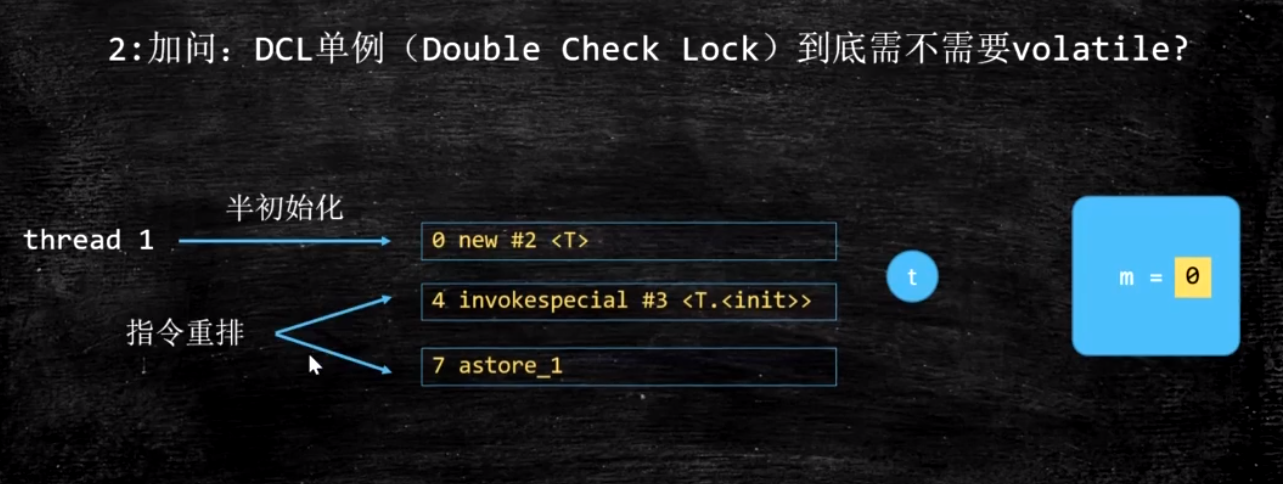 2:加问：DCL单例（Double Check Lock）到底需不需要volatile?
半初始化
thread 1
0 new #2 <T>
t
m = 0
4 invokespecial #3 <T.<init>>
指令重排
7 astore_1